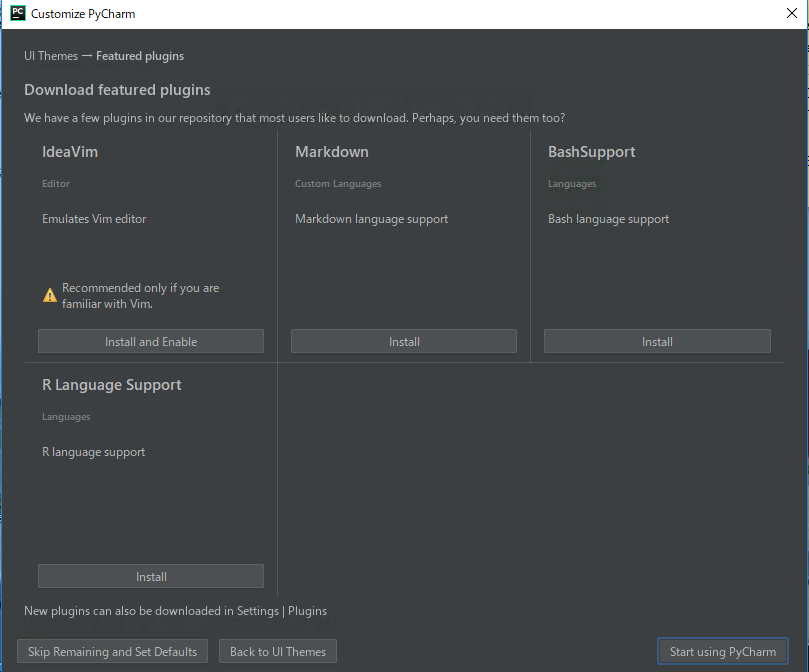 PC Customize PyCharm
UI Themes → Featured plugins
Download featured plugins
We have a few plugins in our repository that most users like to download. Perhaps, you need them too?
IdeaVim
Editor
Emulates Vim editor
Recommended only if you are
familiar with Vim.
Install and Enable
Markdown
Custom Languages
Markdown language support
Install
BashSupport
Languages
Bash language support
Install
R Language Support
Languages
R language support
Install
New plugins can also be downloaded in Settings | Plugins
Skip Remaining and Set Defaults
Back to UI Themes
Start using PyCharm